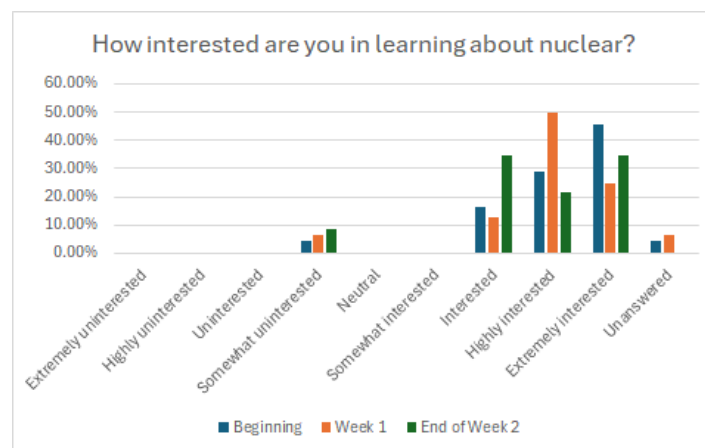 How interested are you in learning about nuclear?
60.00%
50.00%
40.00%
30.00%
20.00%
10.00%
0.00%
Extremely uninterested
Highly uninterested
Uninterested
Somewhat uninterested
Neutral
Somewhat interested
Interested
Highly interested
Extremely interested
Unanswered
Beginning
Week 1
End of Week 2